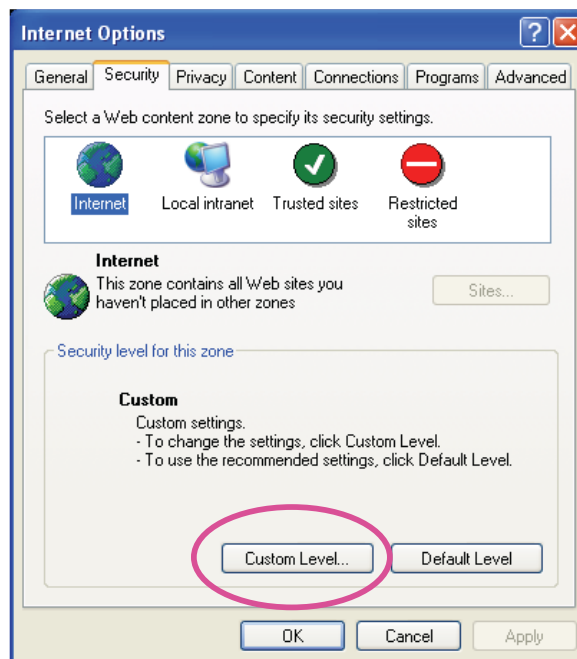 Internet Options
General Security Privacy Content Connections Programs Advanced
Select a Web content zone to specify its security settings.
Internet Local intranet Trusted sites Restricted
sites
Internet
This zone contains all Web sites you
haven't placed in other zones
Sites...
Security level for this zone
Custom
Custom settings.
- To change the settings, click Custom Level.
- To use the recommended settings, click Default Level.
Custom Level... Default Level
OK Cancel Apply